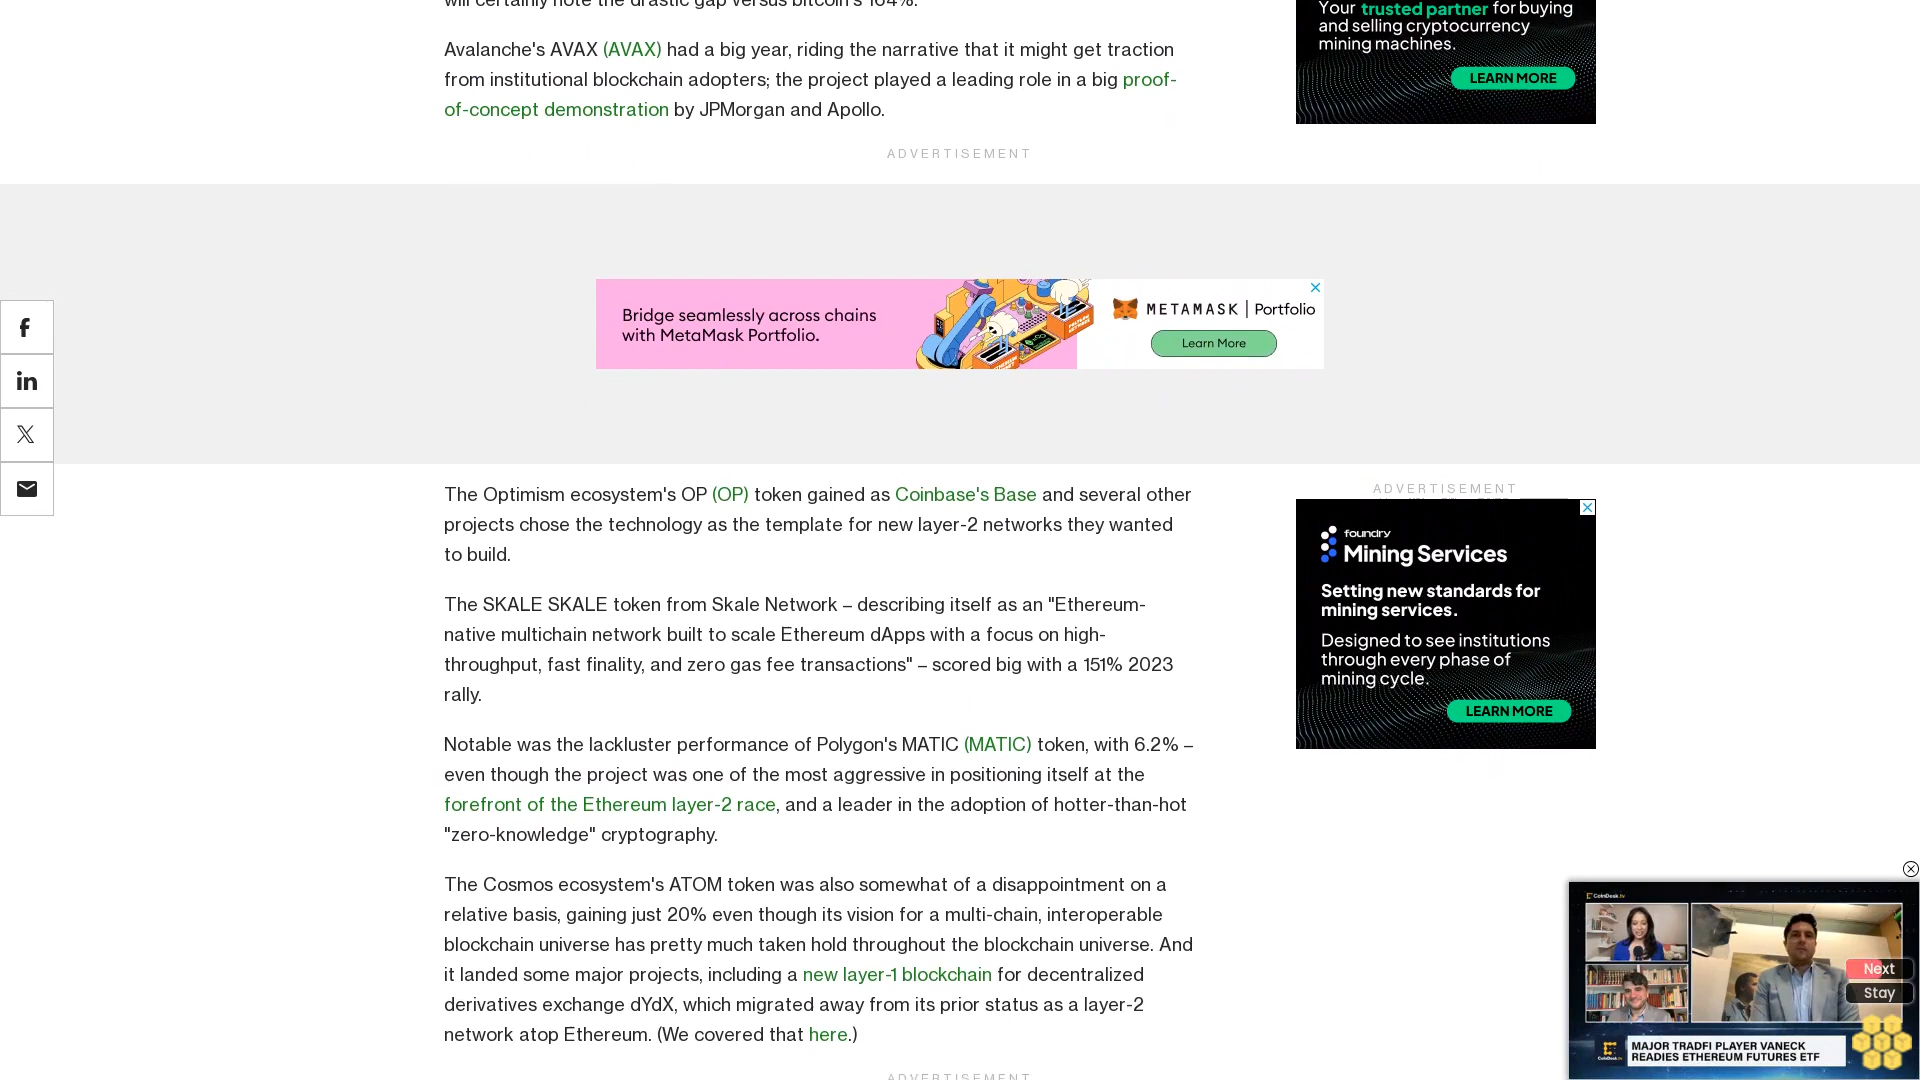 will certainly note the drastic gap versus bitcoin's 164%.
Avalanche's AVAX (AVAX) had a big year, riding the narrative that it might get traction
from institutional blockchain adopters; the project played a leading role in a big proof-
of-concept demonstration by JPMorgan and Apollo.
Your trusted partner for buying
and selling cryptocurrency
mining machines.
LEARN MORE
ADVERTISEMENT
Bridge seamlessly across chains
with MetaMask Portfolio.
METAMASK | Portfolio
Learn More
The Optimism ecosystem's OP (OP) token gained as Coinbase's Base and several other
projects chose the technology as the template for new layer-2 networks they wanted
to build.
The SKALE SKALE token from Skale Network – describing itself as an "Ethereum-
native multichain network built to scale Ethereum dApps with a focus on high-
throughput, fast finality, and zero gas fee transactions" – scored big with a 151% 2023
rally.
Notable was the lackluster performance of Polygon's MATIC (MATIC) token, with 6.2% –
even though the project was one of the most aggressive in positioning itself at the
forefront of the Ethereum layer-2 race, and a leader in the adoption of hotter-than-hot
"zero-knowledge" cryptography.
The Cosmos ecosystem's ATOM token was also somewhat of a disappointment on a
relative basis, gaining just 20% even though its vision for a multi-chain, interoperable
blockchain universe has pretty much taken hold throughout the blockchain universe. And
it landed some major projects, including a new layer-1 blockchain for decentralized
derivatives exchange dYdX, which migrated away from its prior status as a layer-2
network atop Ethereum. (We covered that here.)
ADVERTISEMENT
ADVERTISEMENT
foundry
Mining Services
Setting new standards for
mining services.
Designed to see institutions
through every phase of
mining cycle.
LEARN MORE
CoinDesk.tv
Next
Stay
CoinDesk.tv
MAJOR TRADFI PLAYER VANECK
READIES ETHEREUM FUTURES ETF